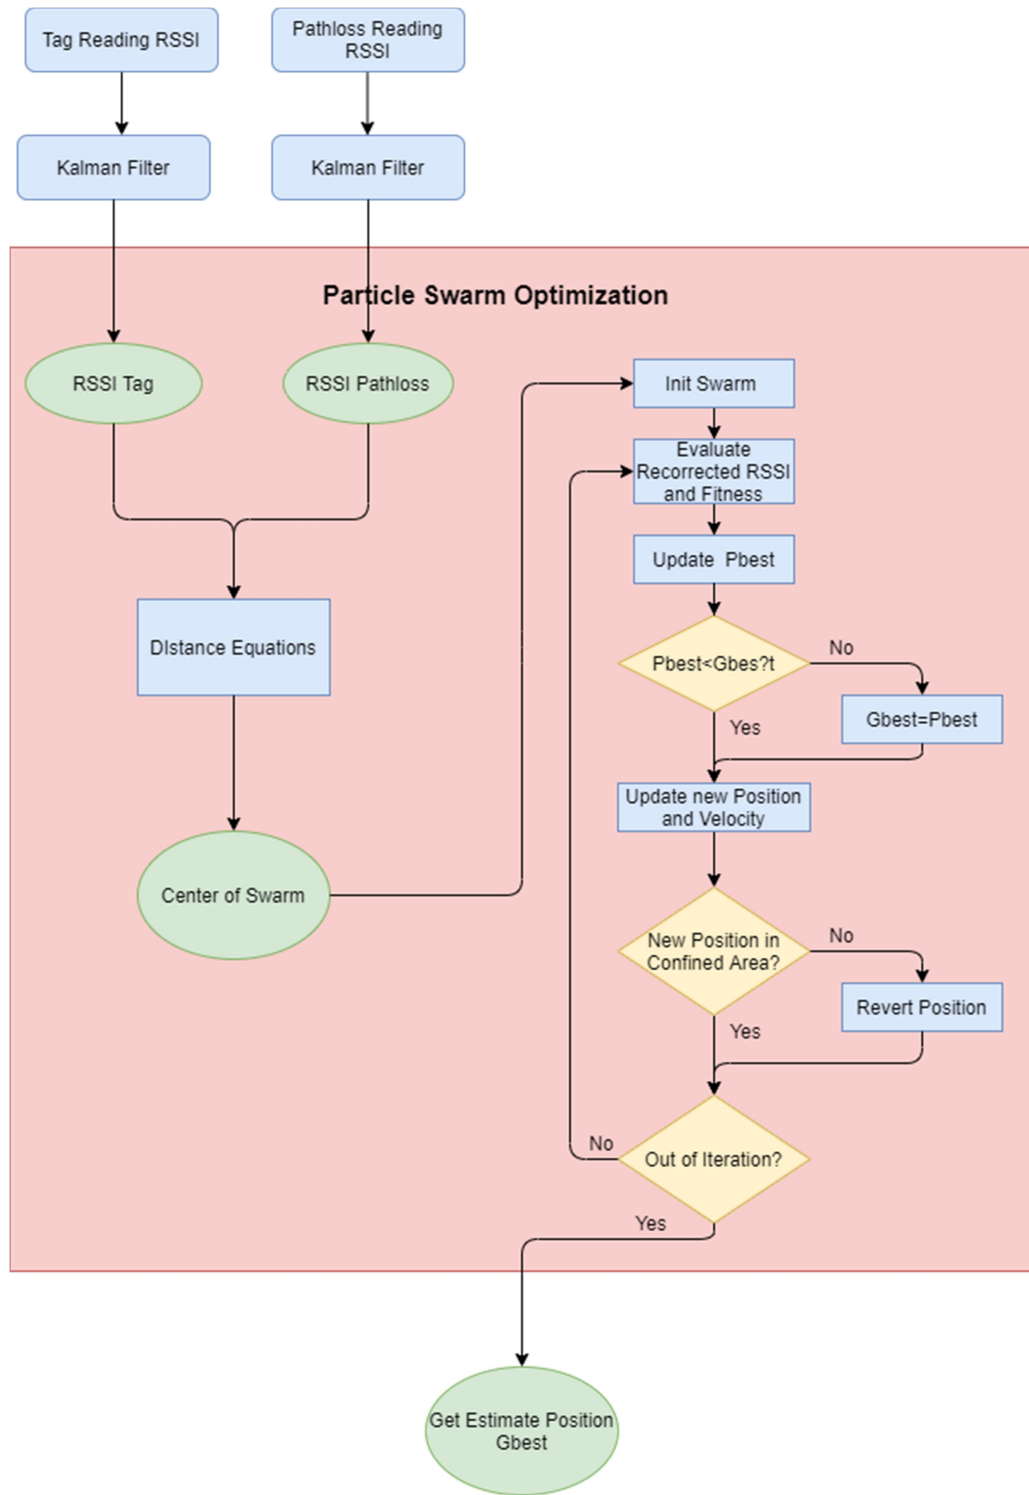 Tag Reading RSSI
Pathloss Reading
RSSI
Kalman Filter
Kalman Filter
Particle Swarm Optimization
RSSI Tag
RSSI Pathloss
DIstance Equations
Center of Swarm
Init Swarm
Evaluate
Recorrected RSSI
and Fitness
Update Pbest
Pbest<Gbes?t
No
Gbest=Pbest
Yes
Update new Position
and Velocity
New Position in
Confined Area?
No
Revert Position
Yes
Out of Iteration?
No
Yes
Get Estimate Position
Gbest